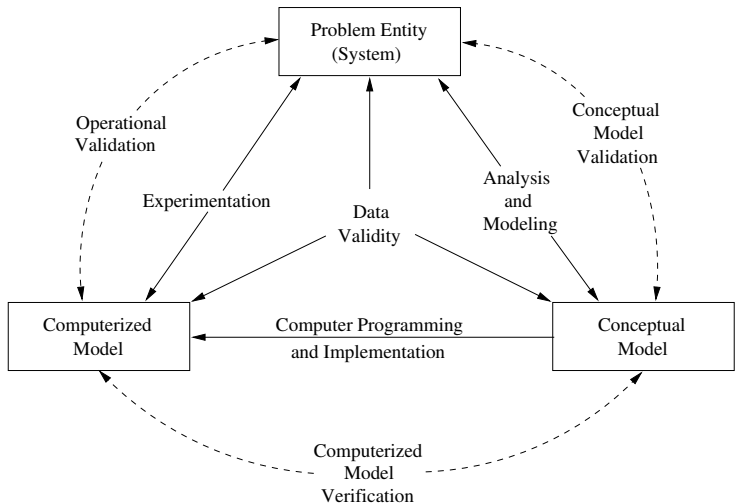 Problem Entity
(System)
Operational
Validation
Conceptual
Model
Validation
Experimentation
Analysis
and
Modeling
Data
Validity
Computerized
Model
Computer Programming
and Implementation
Conceptual
Model
Computerized
Model
Verification